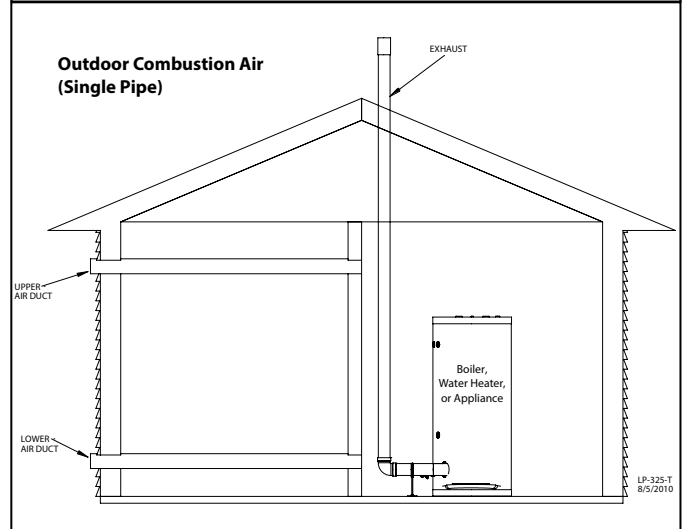 Outdoor Combustion Air
(Single Pipe)
EXHAUST
UPPER
AIR DUCT
Boiler,
Water Heater,
or Appliance
LOWER
AIR DUCT
LP-325-T
8/5/2010